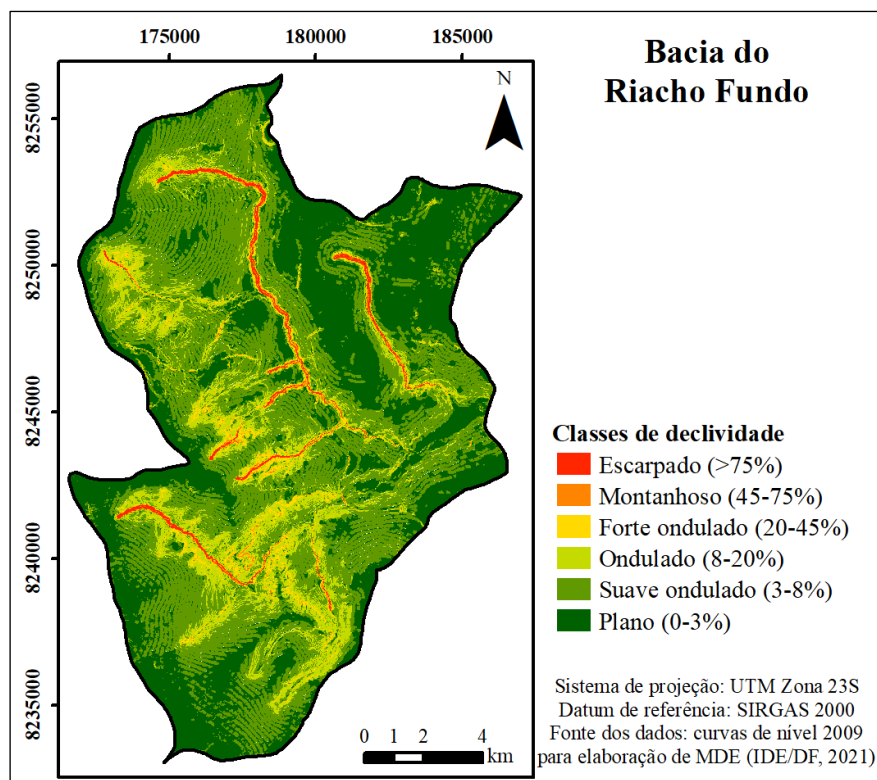 175000 180000 185000
Bacia do
Riacho Fundo
N
8255000
8250000
8245000
8240000
8235000
Classes de declividade
Escarpado (>75%)
Montanhoso (45-75%)
Forte ondulado (20-45%)
Ondulado (8-20%)
Suave ondulado (3-8%)
Plano (0-3%)
Sistema de projeção: UTM Zona 23S
Datum de referência: SIRGAS 2000
Fonte dos dados: curvas de nível 2009
para elaboração de MDE (IDE/DF, 2021)
0 1 2 4
km